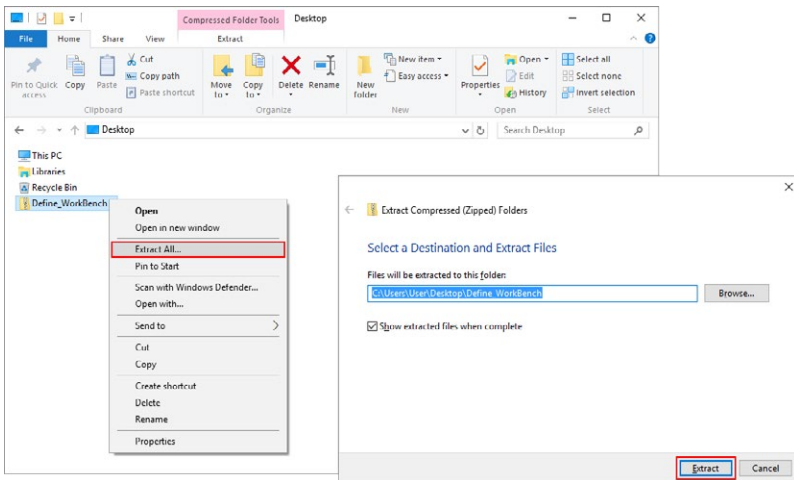 Compressed Folder Tools Desktop
File Home Share View Extract
Pin to Quick access
Copy
Paste
Cut
Copy path
Paste shortcut
Clipboard
Move to
Copy to
Delete
Rename
Organize
New folder
New item
Easy access
New
Properties
Open
Edit
History
Open
Select all
Select none
Invert selection
Select
Desktop
Search Desktop
This PC
Libraries
Recycle Bin
Define_WorkBench
Open
Open in new window
Extract All...
Pin to Start
Scan with Windows Defender...
Open with...
Send to
Cut
Copy
Create shortcut
Delete
Rename
Properties
Extract Compressed (Zipped) Folders
Select a Destination and Extract Files
Files will be extracted to this folder:
C:\Users\User\Desktop\Define_WorkBench
Browse...
Show extracted files when complete
Extract Cancel